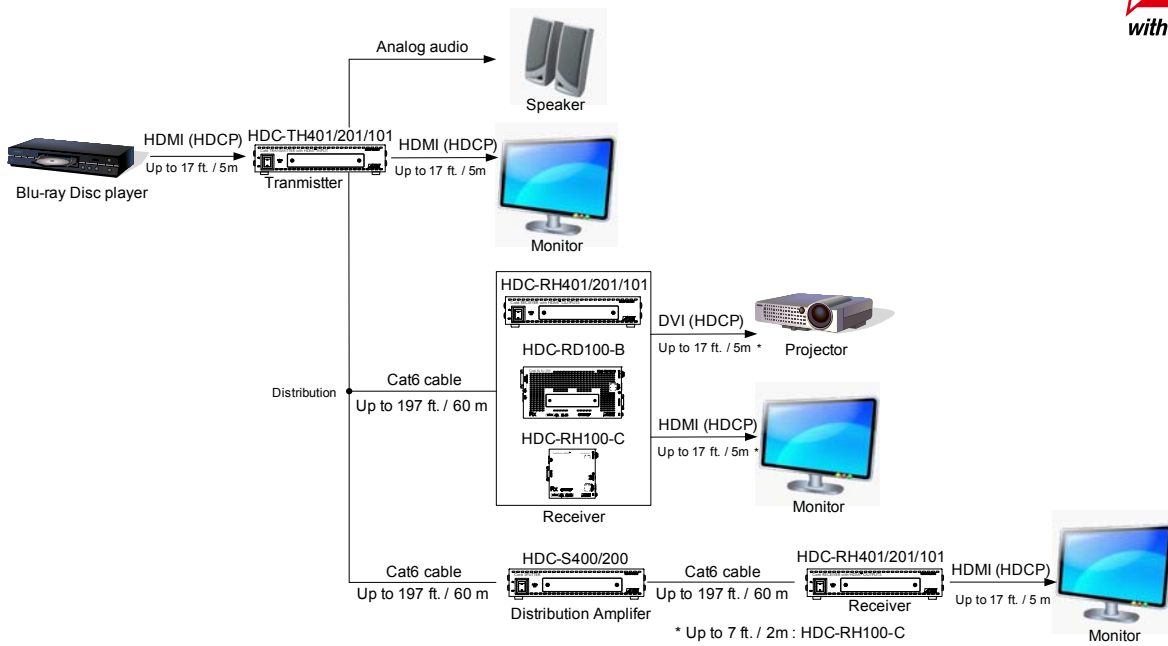 with
Analog audio
Speaker
HDMI (HDCP)
Up to 17 ft. / 5m
HDC-TH401/201/101
HDMI (HDCP)
Up to 17 ft. / 5m
Blu-ray Disc player
Tranmistter
Monitor
HDC-RH401/201/101
DVI (HDCP)
Up to 17 ft. / 5m *
Projector
HDC-RD100-B
Distribution
Cat6 cable
Up to 197 ft. / 60 m
HDMI (HDCP)
Up to 17 ft. / 5m *
HDC-RH100-C
Monitor
Receiver
HDC-S400/200
HDC-RH401/201/101
Cat6 cable
Up to 197 ft. / 60 m
Cat6 cable
Up to 197 ft. / 60 m
HDMI (HDCP)
Up to 17 ft. / 5 m
Distribution Amplifer
Receiver
* Up to 7 ft. / 2m : HDC-RH100-C
Monitor